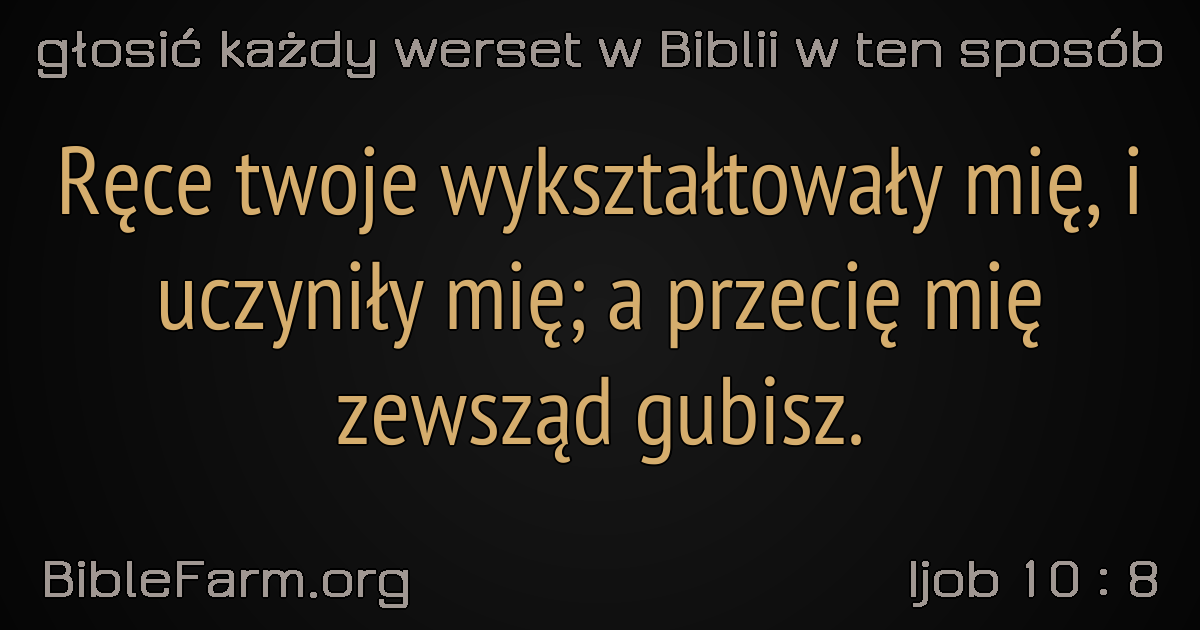 głosić każdy werset w Biblii w ten sposób
Ręce twoje wykształtowały mię, i
uczyniły mię; a przecię mię
zewsząd gubisz.
BibleFarm.org
Ijob 10 : 8